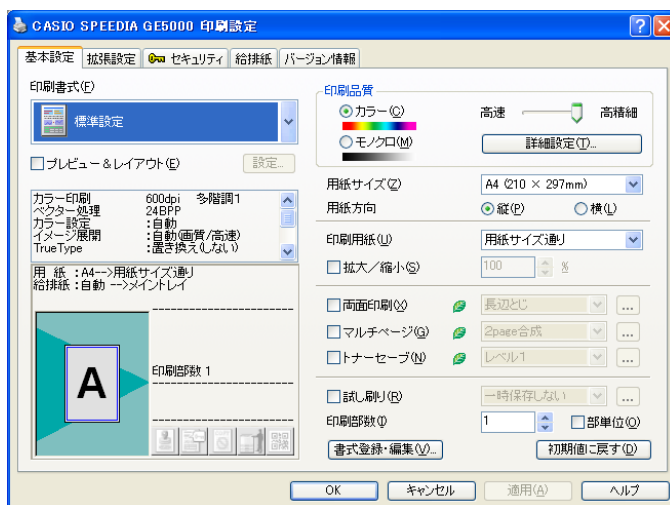 CASIO SPEEDIA GE5000 印刷設定
基本設定 拡張設定 セキュリティ 給排紙 バージョン情報
印刷書式(F)
標準設定
プレビュー&レイアウト(E) 設定...
カラー印刷 600dpi 多階調1
ベクター処理 24BPP
カラー設定 :自動
イメージ展開 :自動(画質/高速)
TrueType :置き換え(しない)
用 紙 :A4-->用紙サイズ通り
給排紙:自動 -->メイントレイ
A
印刷部数 1
印刷品質
カラー(C) 高速 高精細
モノクロ(M) 詳細設定(T)...
用紙サイズ(Z) A4 (210 × 297mm)
用紙方向 縦(P) 横(L)
印刷用紙(U) 用紙サイズ通り
拡大/縮小(S) 100 %
両面印刷(X) 長辺とじ ...
マルチページ(G) 2page合成 ...
トナーセーブ(N) レベル1 ...
試し刷り(R) 一時保存しない ...
印刷部数(I) 1 部単位(O)
書式登録・編集(V)... 初期値に戻す(D)
OK キャンセル 適用(A) ヘルプ